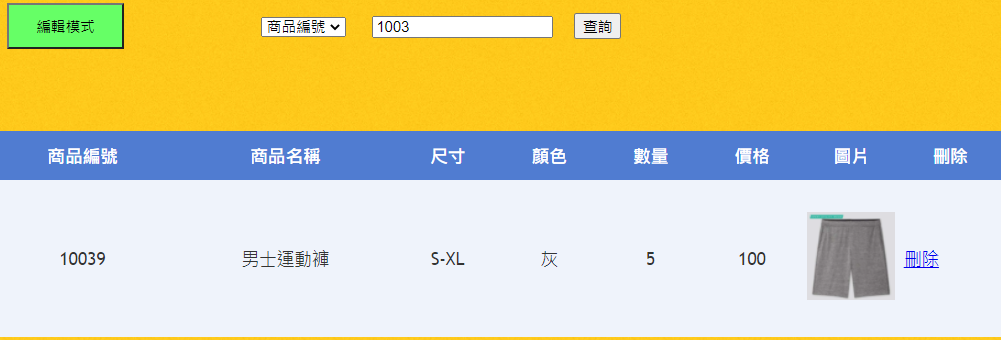 編輯模式 商品編號 1003 查詢
商品編號 商品名稱 尺寸 顏色 數量 價格 圖片 刪除
10039 男士運動褲 S-XL 灰 5 100 刪除